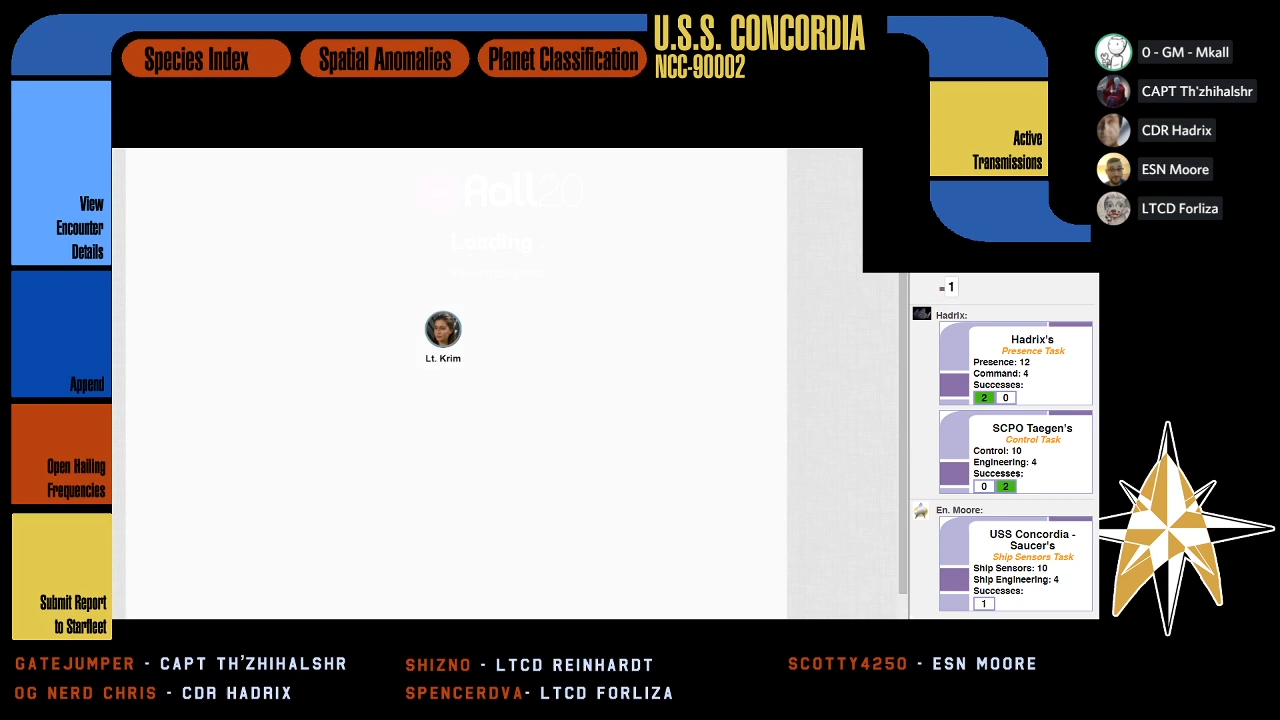 Species Index
Spatial Anomalies
Planet Classification
U.S.S. CONCORDIA
NCC-90002
View
Encounter
Details
Append
Open Hailing
Frequencies
Submit Report
to Starfleet
Active
Transmissions
0 - GM - Mkall
CAPT Th'zhihalshr
CDR Hadrix
ESN Moore
LTCD Forliza
Roll20
Loading
Lt. Krim
=1
Hadrix:
Hadrix's
Presence Task
Presence: 12
Command: 4
Successes:
2 0
SCPO Taegen's
Control Task
Control: 10
Engineering: 4
Successes:
0 2
En. Moore:
USS Concordia -
Saucer's
Ship Sensors Task
Ship Sensors: 10
Ship Engineering: 4
Successes:
1
GATEJUMPER - CAPT TH'ZHIHALSHR
OG NERD CHRIS - CDR HADRIX
SHIZNO - LTCD REINHARDT
SPENCERDVA- LTCD FORLIZA
SCOTTY4250 - ESN MOORE